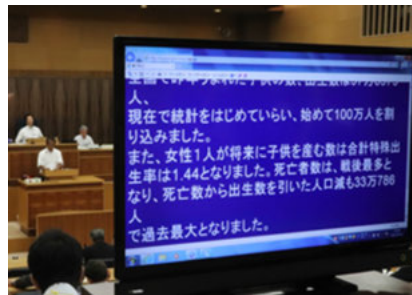 人、
現在で統計をはじめていらい、始めて100万人を割
り込みました。
また、女性1人が将来に子供を産む数は合計特殊出
生率は1.44となりました。死亡者数は、戦後最多と
なり、死亡数から出生数を引いた人口減も33万786
人
で過去最大となりました。